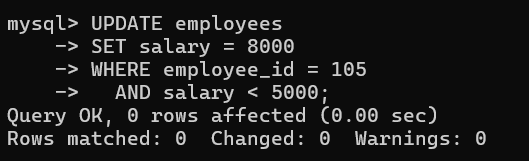 mysql> UPDATE employees
    -> SET salary = 8000
    -> WHERE employee_id = 105
    ->   AND salary < 5000;
Query OK, 0 rows affected (0.00 sec)
Rows matched: 0  Changed: 0  Warnings: 0